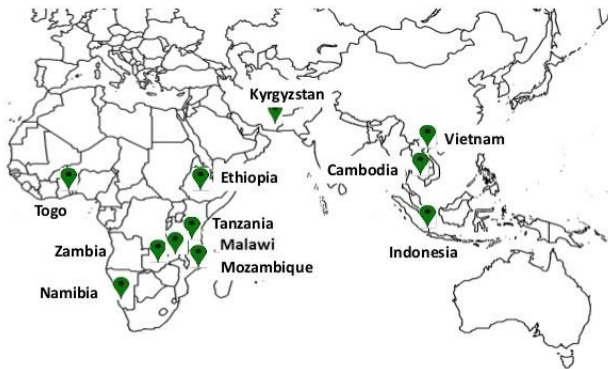 Kyrgyzstan
Vietnam
Cambodia
Ethiopia
Togo
Tanzania
Malawi
Zambia
Indonesia
Mozambique
Namibia